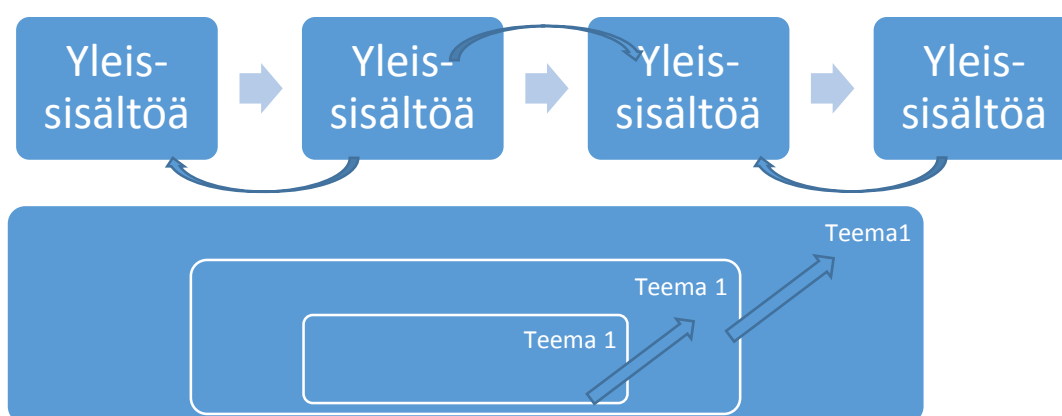 Yleis-
sisältöä
Yleis-
sisältöä
Yleis-
sisältöä
Yleis-
sisältöä
Teema1
Teema 1
Teema 1